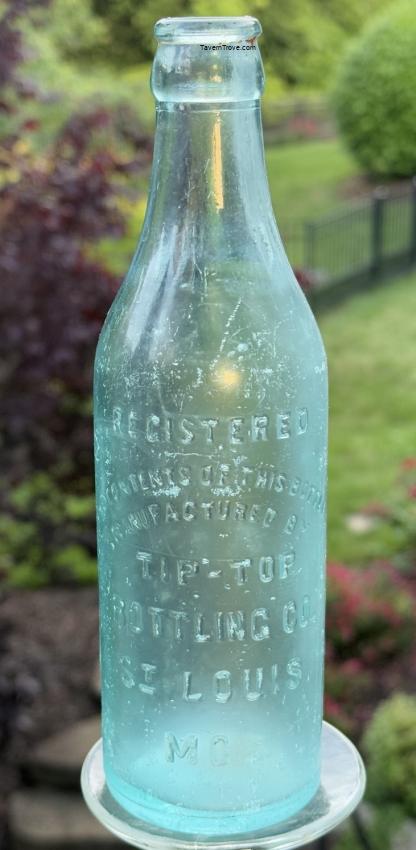 TavernTrove.com
REGISTERED
CONTENTS OF THIS BOTTLE
MANUFACTURED BY
TIP-TOP
BOTTLING CO.
ST LOUIS
MO.